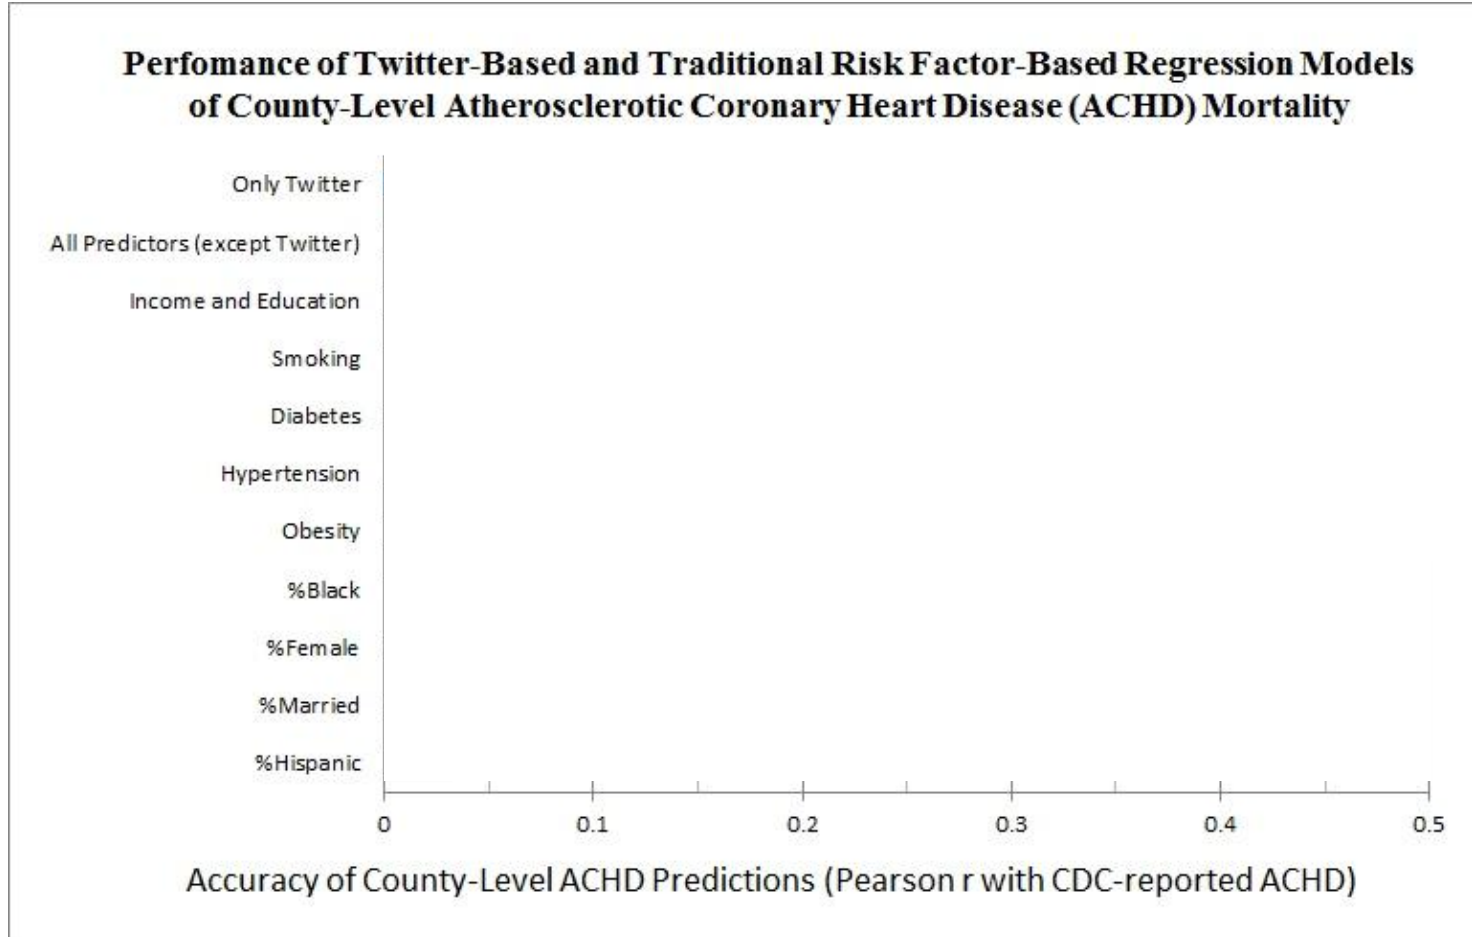 Perfomance of Twitter-Based and Traditional Risk Factor-Based Regression Models
of County-Level Atherosclerotic Coronary Heart Disease (ACHD) Mortality
Only Twitter
All Predictors (except Twitter)
Income and Education
Smoking
Diabetes
Hypertension
Obesity
%Black
%Female
%Married
%Hispanic
0 0.1 0.2 0.3 0.4 0.5
Accuracy of County-Level ACHD Predictions (Pearson r with CDC-reported ACHD)